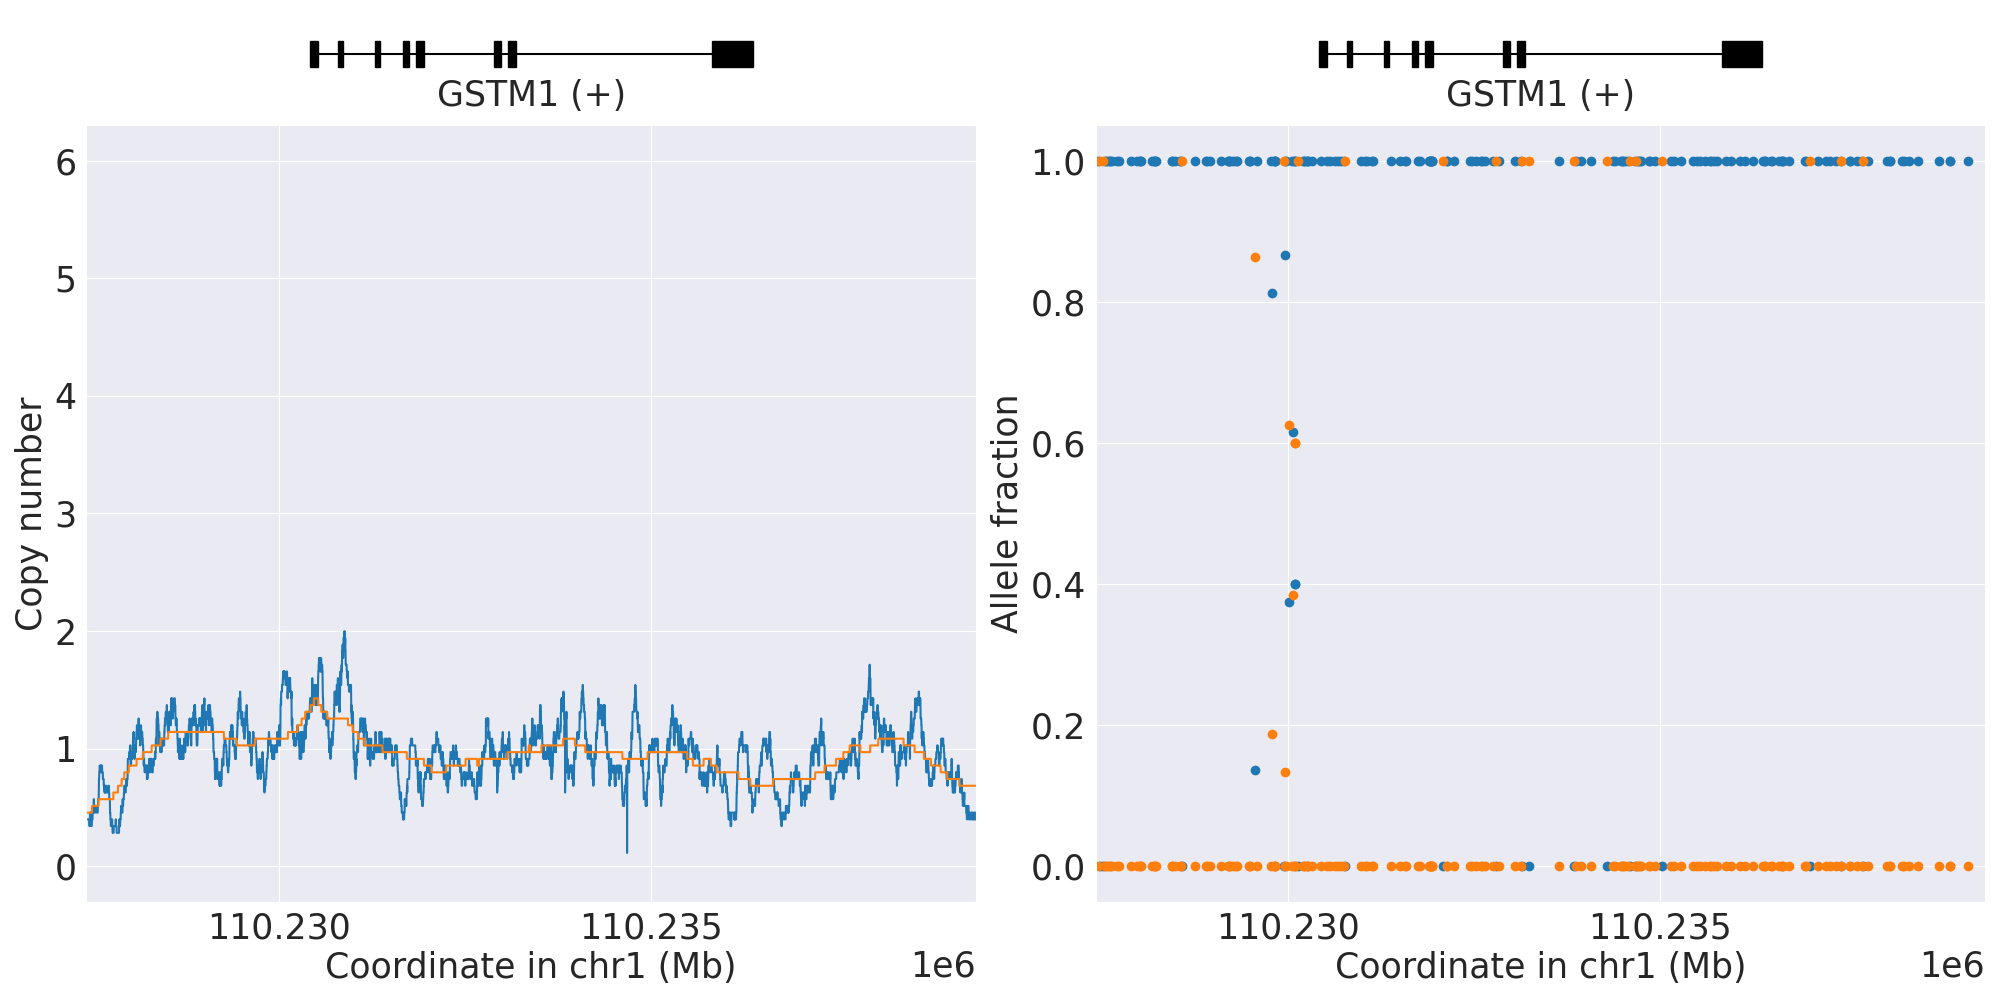 GSTM1 (+)
GSTM1 (+)
6
5
4
3
2
1
0
Copy number
110.230
110.235
Coordinate in chr1 (Mb)
1e6
1.0
0.8
0.6
0.4
0.2
0.0
Allele fraction
110.230
110.235
Coordinate in chr1 (Mb)
1e6